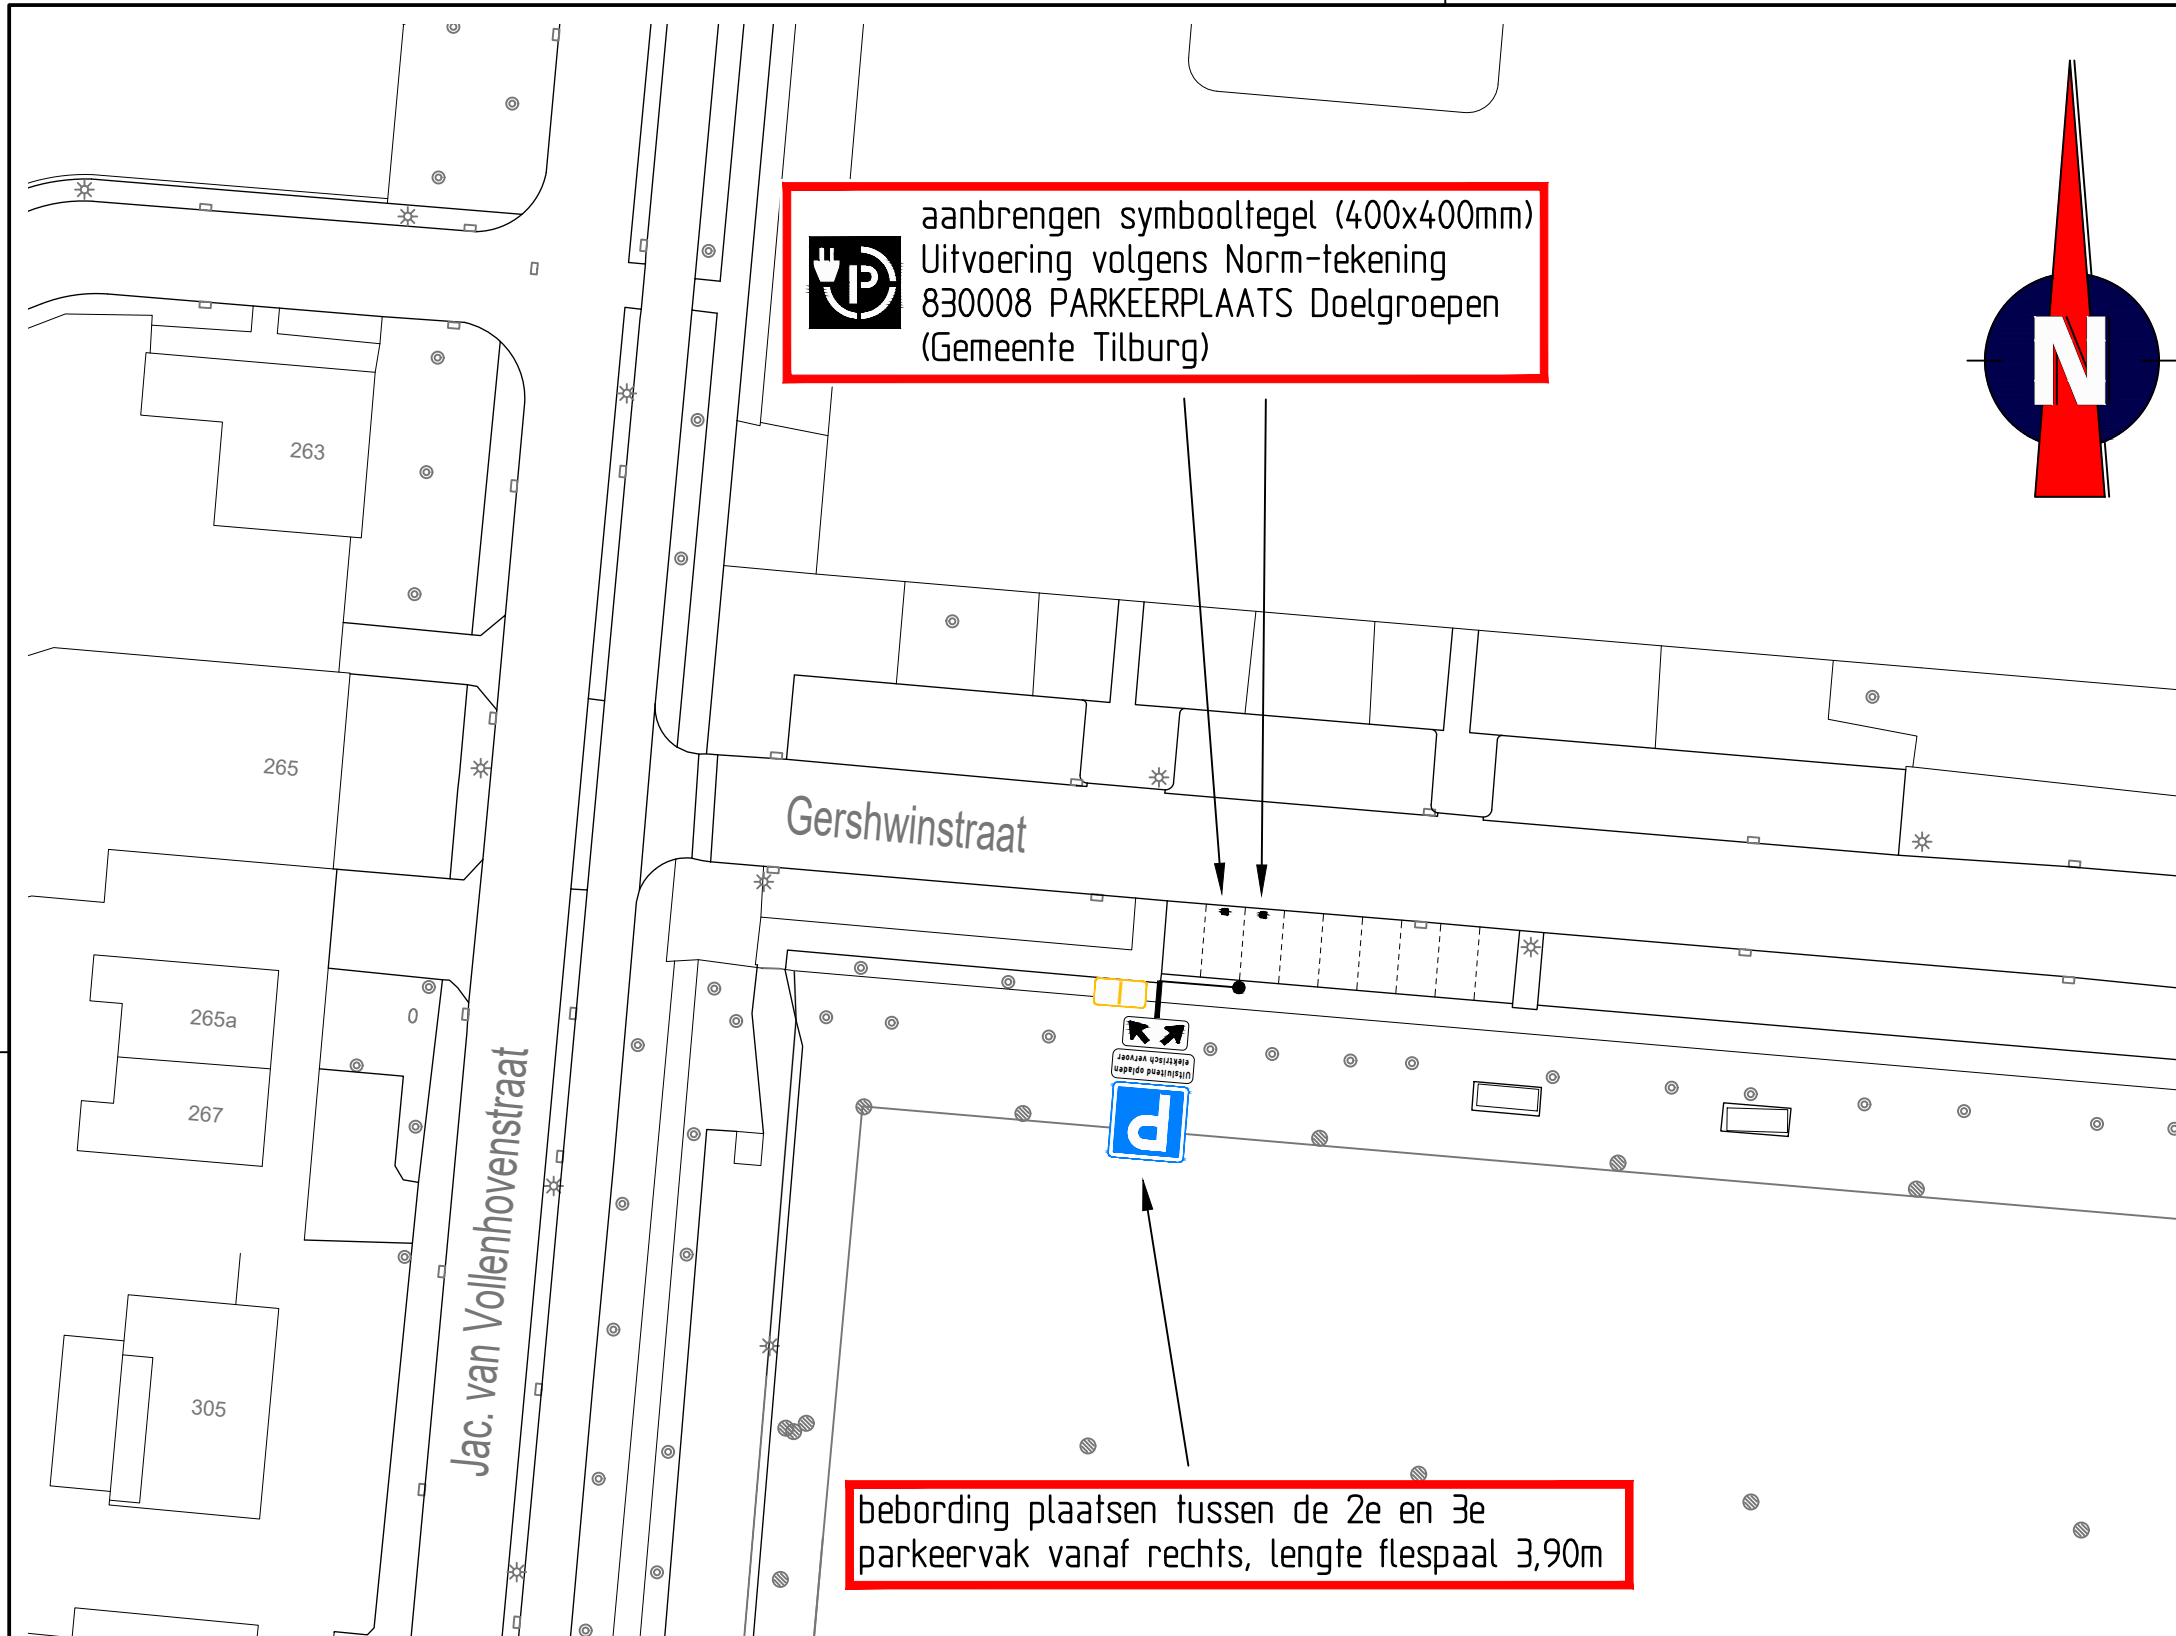 aanbrengen symbooltegel (400x400mm)
Uitvoering volgens Norm-tekening
830008 PARKEERPLAATS Doelgroepen
(Gemeente Tilburg)
P
N
263
265
Gershwinstraat
265a
0
267
Jac. van Vollenhovenstraat
305
P
Uitsluitend opladen
elektrisch vervoer
bebording plaatsen tussen de 2e en 3e
parkeervak vanaf rechts, lengte flespaal 3,90m